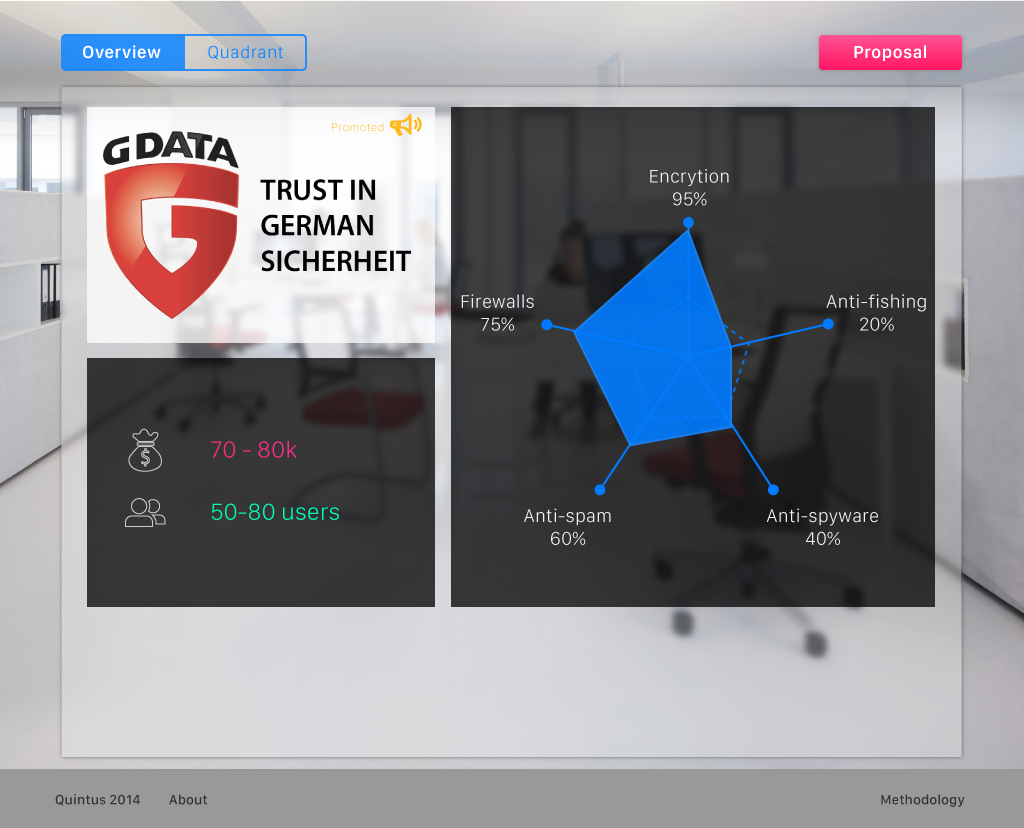 Overview
Quadrant
Proposal
Promoted
G DATA
TRUST IN
GERMAN
SICHERHEIT
70 - 80k
50-80 users
Encrytion
95%
Firewalls
75%
Anti-fishing
20%
Anti-spam
60%
Anti-spyware
40%
Quintus 2014
About
Methodology